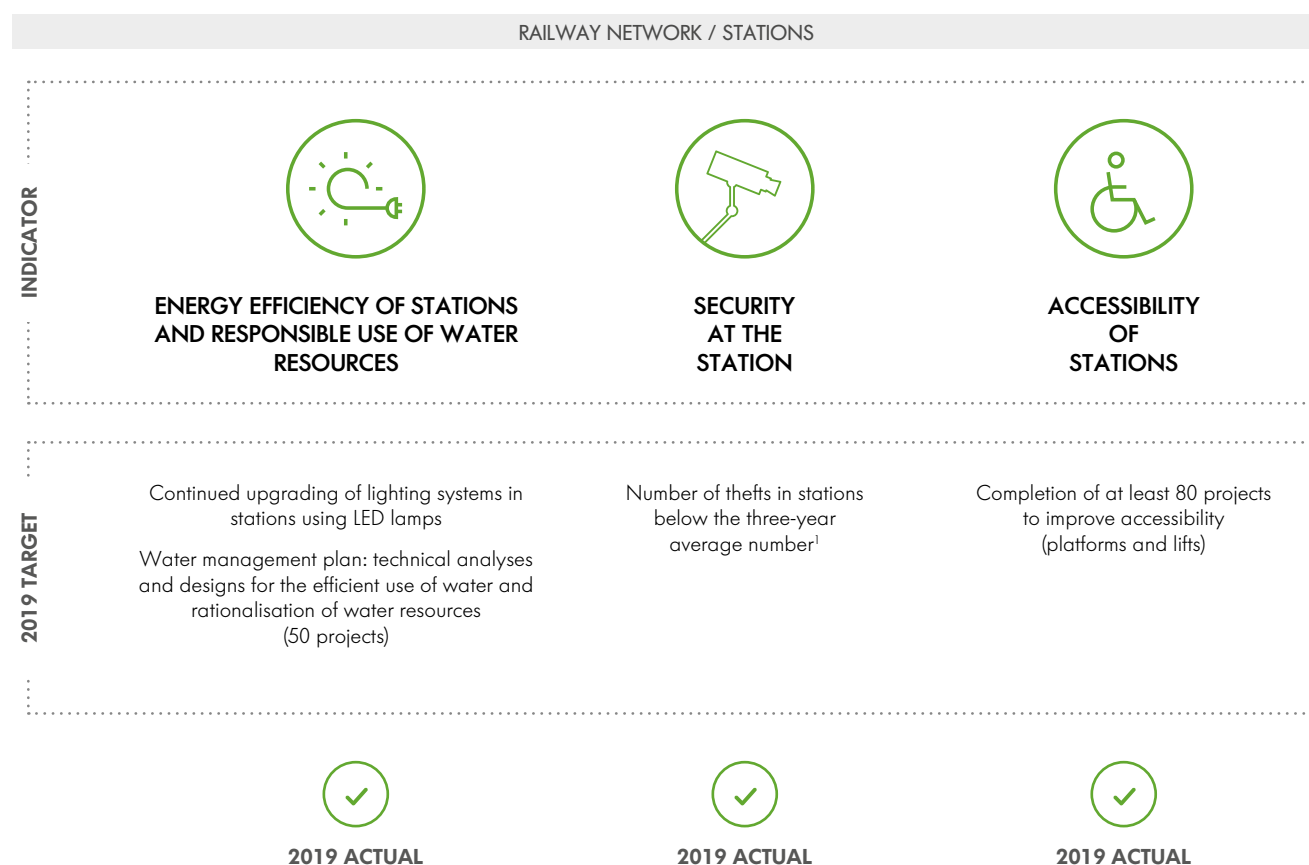 RAILWAY NETWORK / STATIONS
INDICATOR
ENERGY EFFICIENCY OF STATIONS
AND RESPONSIBLE USE OF WATER
RESOURCES
SECURITY
AT THE
STATION
ACCESSIBILITY
OF
STATIONS
2019 TARGET
Continued upgrading of lighting systems in
stations using LED lamps
Water management plan: technical analyses
and designs for the efficient use of water and
rationalisation of water resources
(50 projects)
Number of thefts in stations
below the three-year
average number¹
Completion of at least 80 projects
to improve accessibility
(platforms and lifts)
2019 ACTUAL
2019 ACTUAL
2019 ACTUAL